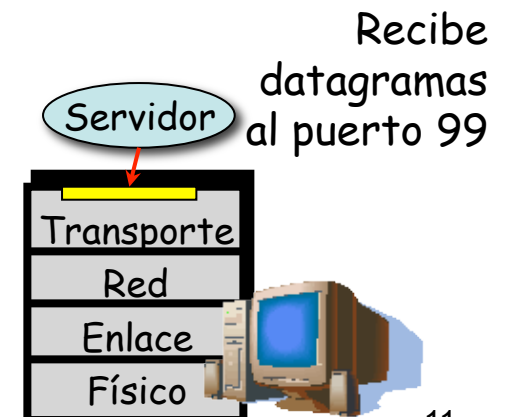 Recibe
datagramas
al puerto 99
Servidor
Transporte
Red
Enlace
Físico